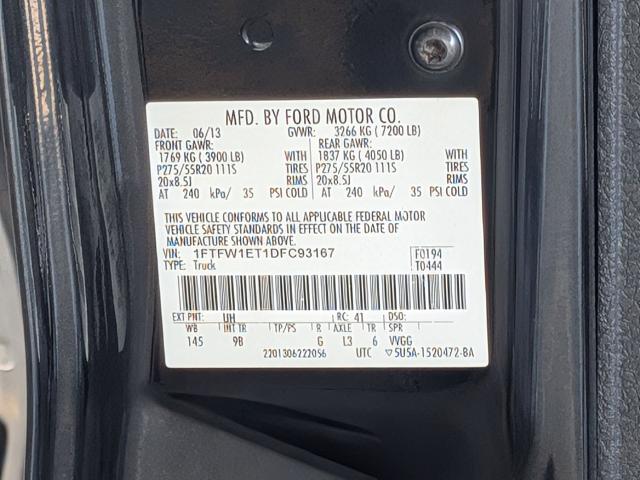 MFD. BY FORD MOTOR CO.
DATE: 06/13 GVWR: 3266 KG ( 7200 LB)
FRONT GAWR: REAR GAWR:
1769 KG ( 3900 LB) WITH 1837 KG ( 4050 LB) WITH
P275/55R20 111S TIRES P275/55R20 111S TIRES
20x8.5J RIMS 20x8.5J RIMS
AT 240 kPa/ 35 PSI COLD AT 240 kPa/ 35 PSI COLD
THIS VEHICLE CONFORMS TO ALL APPLICABLE FEDERAL MOTOR
VEHICLE SAFETY STANDARDS IN EFFECT ON THE DATE OF
MANUFACTURE SHOWN ABOVE.
VIN: 1FTFW1ET1DFC93167 F0194
TYPE: Truck T0444
EXT PNT: UH RC: 41 DSO:
WB INT TR TP/PS R AXLE TR SPR
145 9B G L3 6 VVGG
22013062220S6 UTC ▽5U5A-1520472-BA